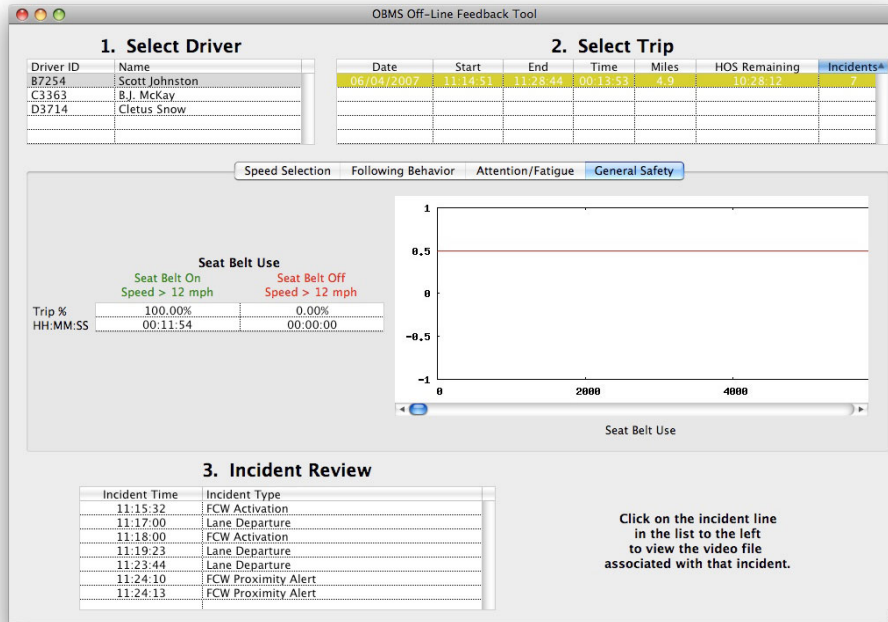 OBMS Off-Line Feedback Tool
1. Select Driver
Driver ID Name
B7254 Scott Johnston
C3363 B.J. McKay
D3714 Cletus Snow
2. Select Trip
Date Start End Time Miles HOS Remaining Incidents
06/04/2007 11:14:51 11:28:44 00:13:53 4.9 10:28:12 7
Speed Selection Following Behavior Attention/Fatigue General Safety
Seat Belt Use
Seat Belt On Seat Belt Off
Speed > 12 mph Speed > 12 mph
Trip % 100.00% 0.00%
HH:MM:SS 00:11:54 00:00:00
1
0.5
0
-0.5
-1
0 2000 4000
Seat Belt Use
3. Incident Review
Incident Time Incident Type
11:15:32 FCW Activation
11:17:00 Lane Departure
11:18:00 FCW Activation
11:19:23 Lane Departure
11:23:44 Lane Departure
11:24:10 FCW Proximity Alert
11:24:13 FCW Proximity Alert
Click on the incident line
in the list to the left
to view the video file
associated with that incident.